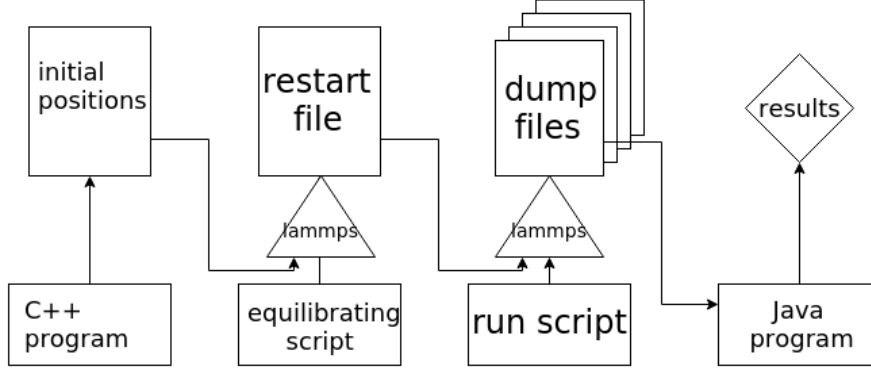 initial
positions
restart
file
dump
files
results
lammps
lammps
C++
program
equilibrating
script
run script
Java
program